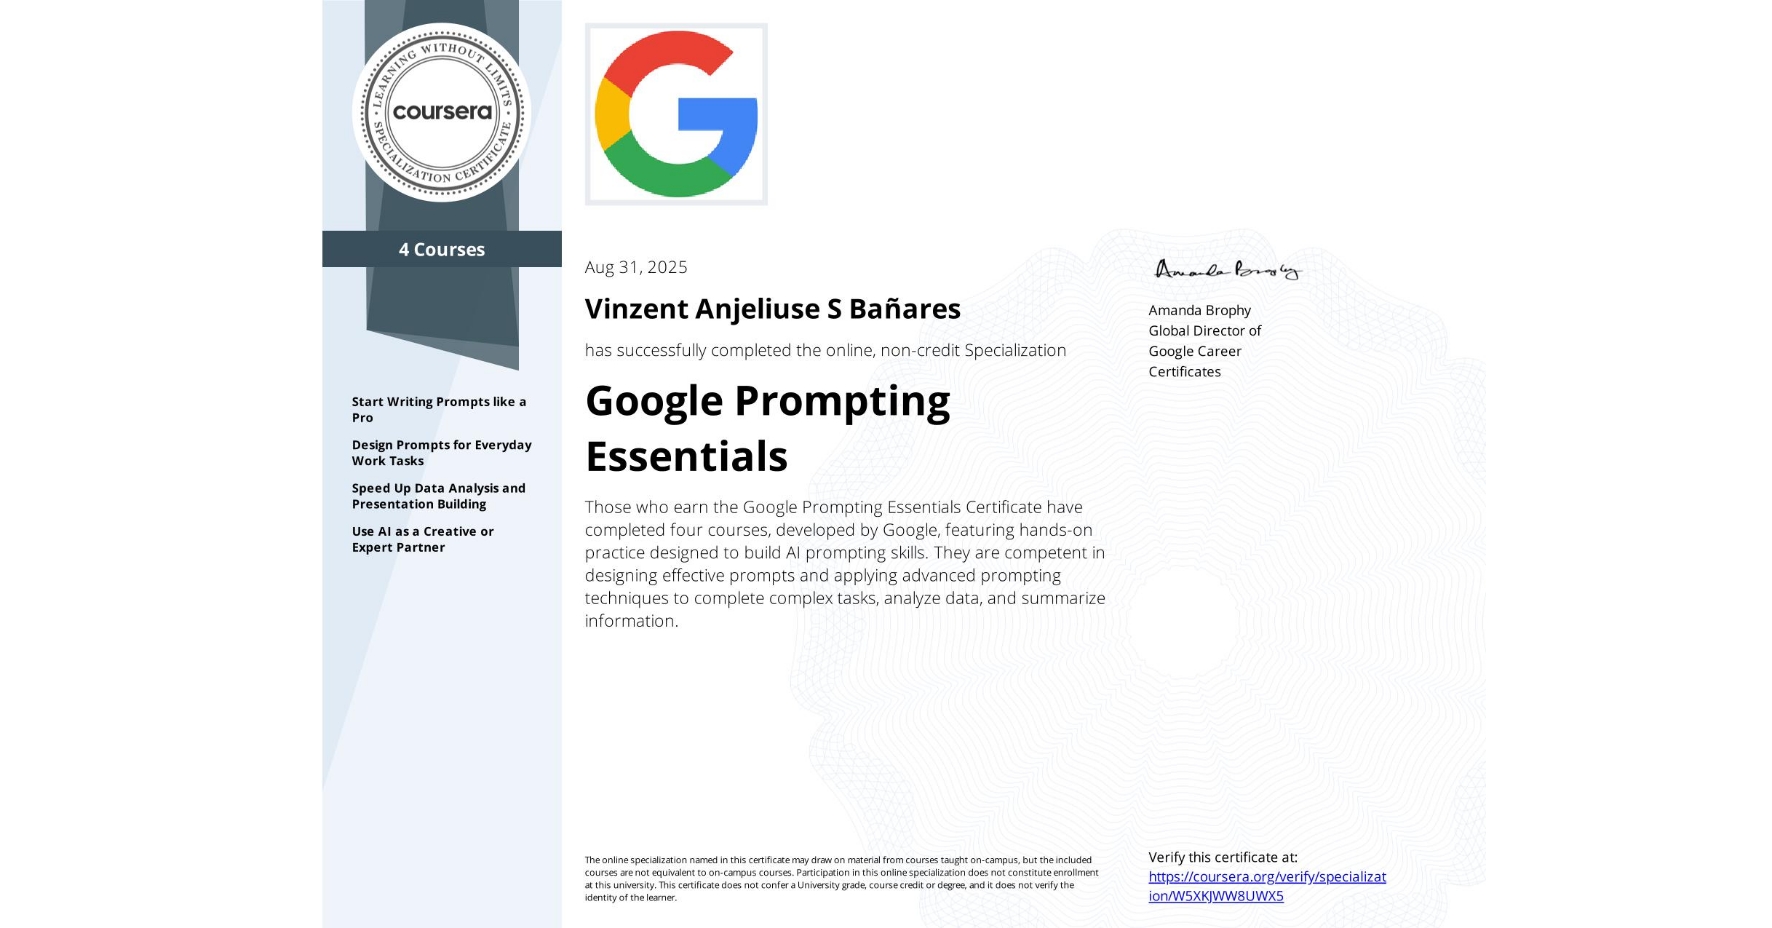 LEARNING WITHOUT LIMITS
coursera
SPECIALIZATION CERTIFICATE
4 Courses
Start Writing Prompts like a
Pro
Design Prompts for Everyday
Work Tasks
Speed Up Data Analysis and
Presentation Building
Use AI as a Creative or
Expert Partner
G
Aug 31, 2025
Vinzent Anjeliuse S Bañares
has successfully completed the online, non-credit Specialization
Google Prompting
Essentials
Those who earn the Google Prompting Essentials Certificate have
completed four courses, developed by Google, featuring hands-on
practice designed to build AI prompting skills. They are competent in
designing effective prompts and applying advanced prompting
techniques to complete complex tasks, analyze data, and summarize
information.
Amanda Brophy
Amanda Brophy
Global Director of
Google Career
Certificates
The online specialization named in this certificate may draw on material from courses taught on-campus, but the included
courses are not equivalent to on-campus courses. Participation in this online specialization does not constitute enrollment
at this university. This certificate does not confer a University grade, course credit or degree, and it does not verify the
identity of the learner.
Verify this certificate at:
https://coursera.org/verify/specializat
ion/W5XKJWW8UWX5